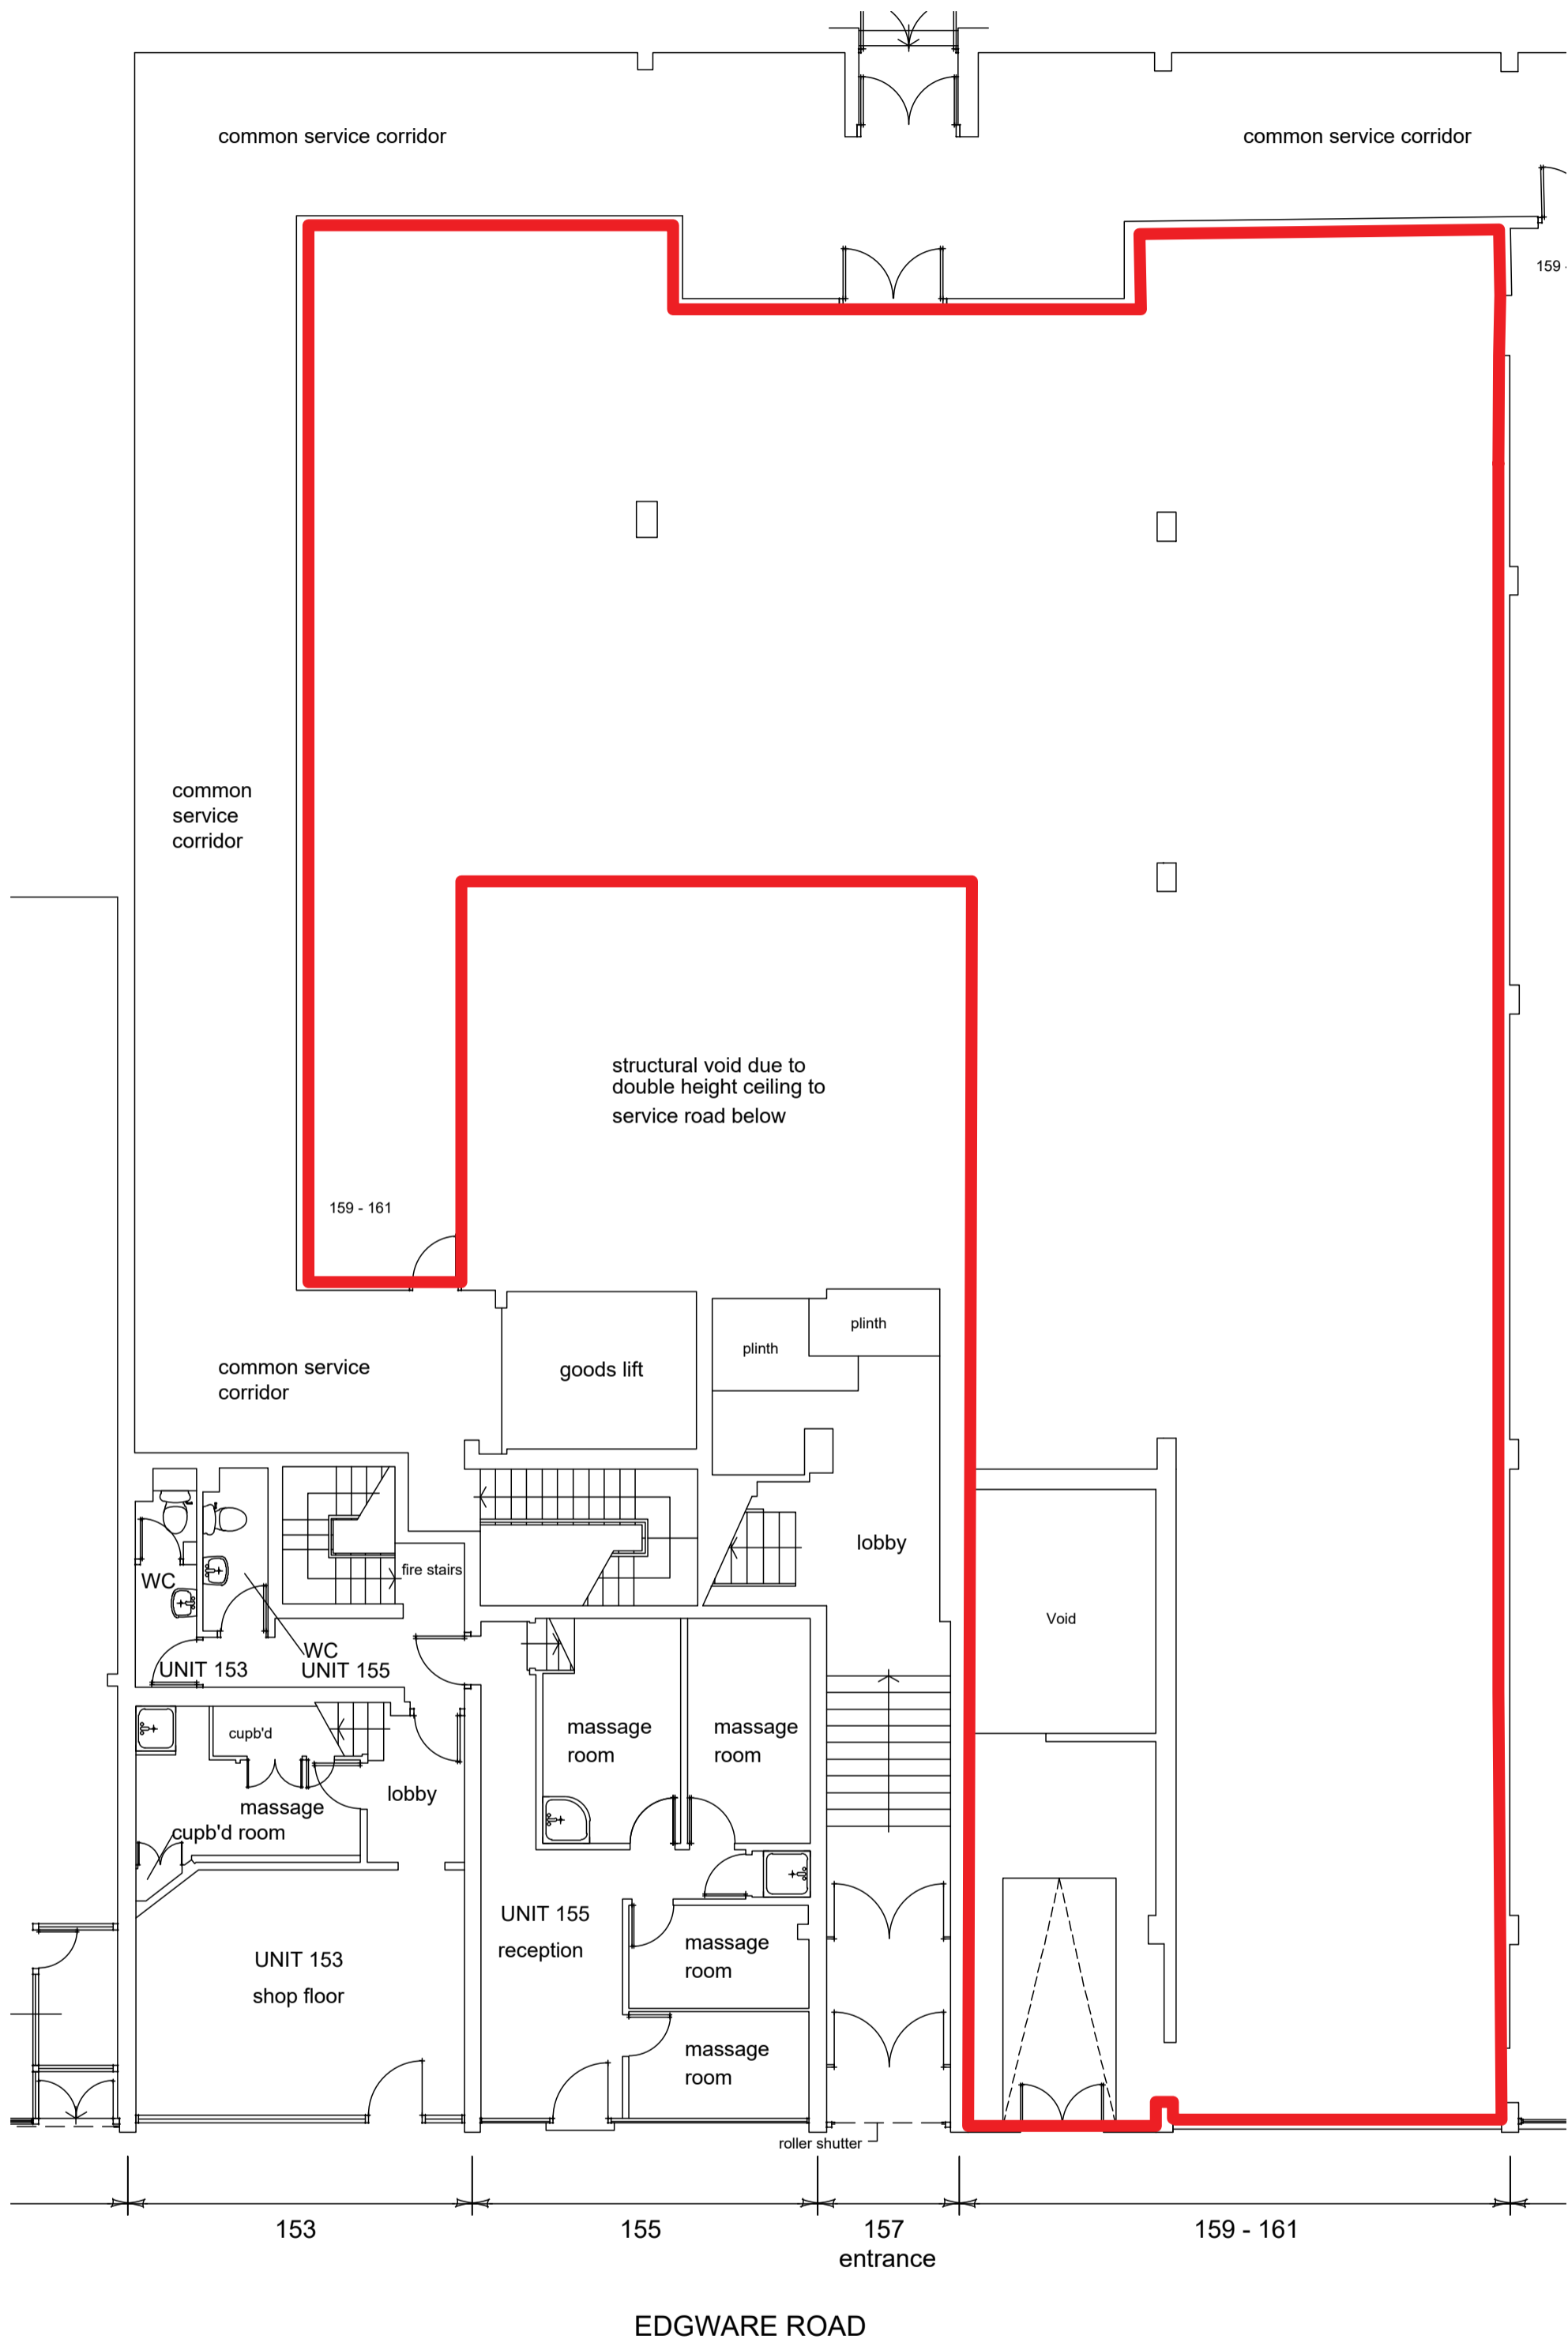 common service corridor
common service corridor
159 -
common
service
corridor
structural void due to
double height ceiling to
service road below
159 - 161
plinth
plinth
common service
corridor
goods lift
lobby
fire stairs
WC
Void
WC
UNIT 153
UNIT 155
massage
room
massage
room
cupb'd
lobby
massage
cupb'd room
UNIT 155
reception
massage
room
UNIT 153
shop floor
massage
room
roller shutter
153
155
157
entrance
159 - 161
EDGWARE ROAD